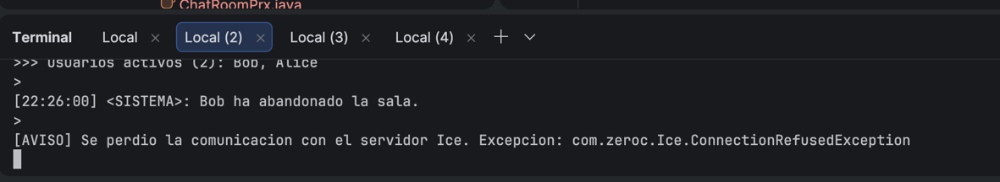 ChatRoomPrx.java
Terminal Local × Local (2) × Local (3) × Local (4) ×
>>> Usuarios activos (2): Bob, Alice
>
[22:26:00] <SISTEMA>: Bob ha abandonado la sala.
>
[AVISO] Se perdio la comunicacion con el servidor Ice. Excepcion: com.zeroc.Ice.ConnectionRefusedException